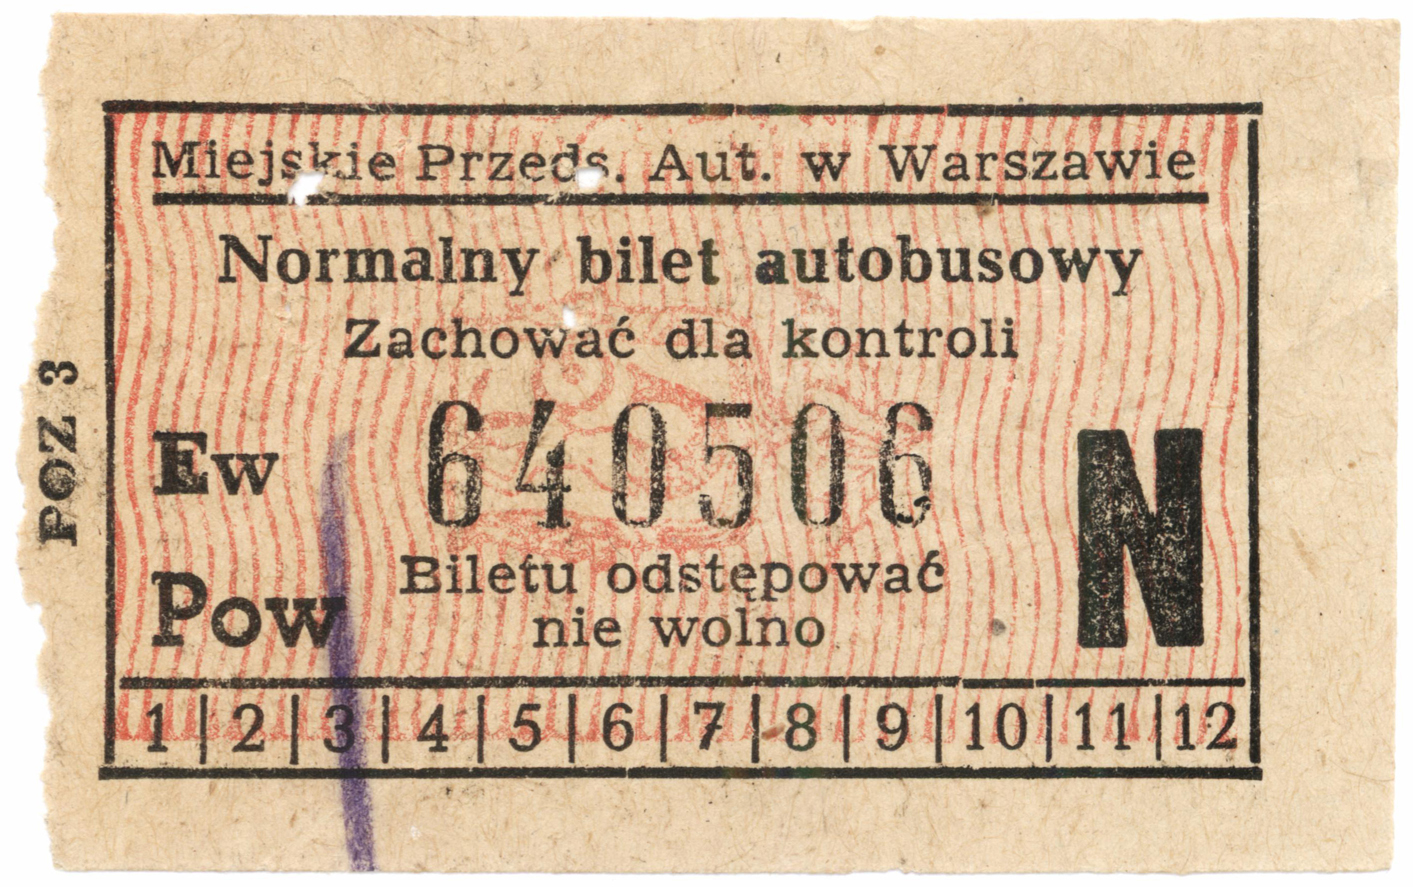 Miejskie Przeds. Aut. w Warszawie
Normalny bilet autobusowy
Zachować dla kontroli
POZ 3
Ew 640506 N
Biletu odstępować
Pow nie wolno
1 | 2 | 3 | 4 | 5 | 6 | 7 | 8 | 9 | 10 | 11 | 12